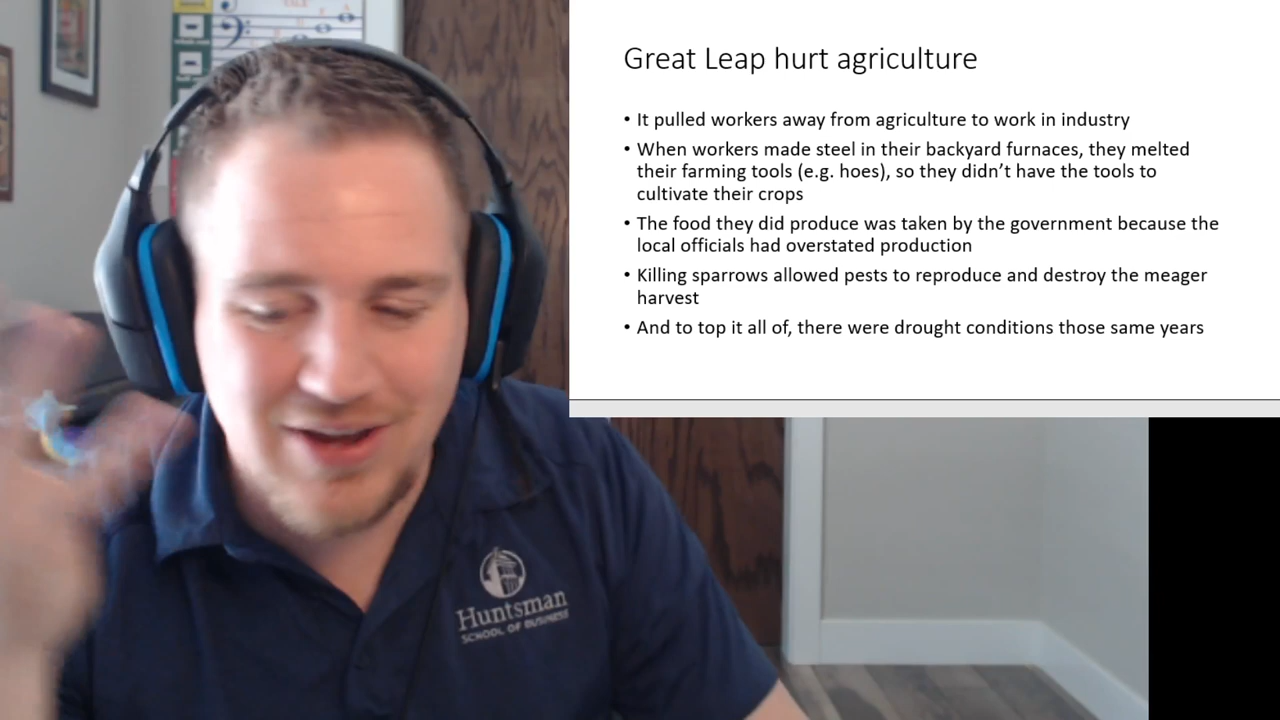 Great Leap hurt agriculture
• It pulled workers away from agriculture to work in industry
• When workers made steel in their backyard furnaces, they melted
their farming tools (e.g. hoes), so they didn’t have the tools to
cultivate their crops
• The food they did produce was taken by the government because the
local officials had overstated production
• Killing sparrows allowed pests to reproduce and destroy the meager
harvest
• And to top it all of, there were drought conditions those same years
Huntsman
SCHOOL OF BUSINESS